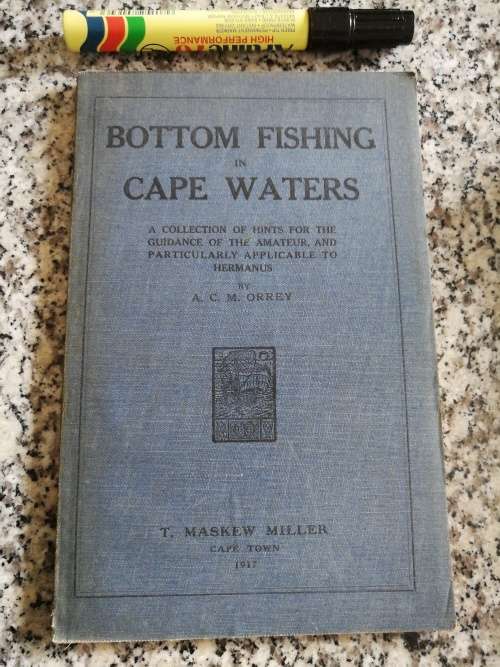 HIGH PERFORMANCE
BOTTOM FISHING
IN
CAPE WATERS
A COLLECTION OF HINTS FOR THE
GUIDANCE OF THE AMATEUR, AND
PARTICULARLY APPLICABLE TO
HERMANUS
BY
A. C. M. ORREY
T. MASKEW MILLER
CAPE TOWN
1917